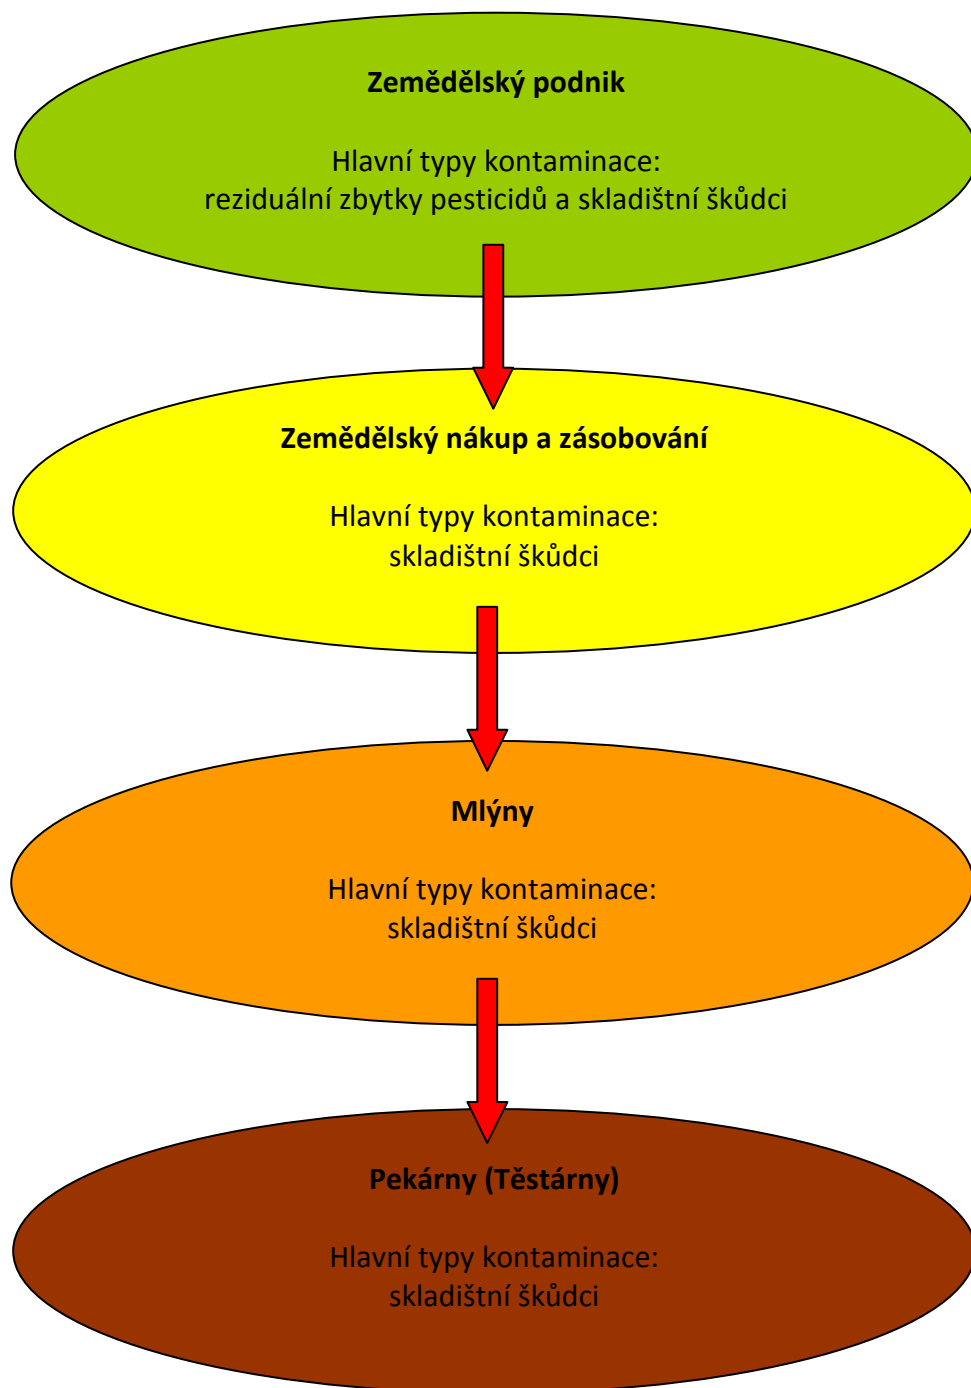 Zemědělský podnik
Hlavní typy kontaminace:
reziduální zbytky pesticidů a skladištní škůdci
Zemědělský nákup a zásobování
Hlavní typy kontaminace:
skladištní škůdci
Mlýny
Hlavní typy kontaminace:
skladištní škůdci
Pekárny (Těstárny)
Hlavní typy kontaminace:
skladištní škůdci